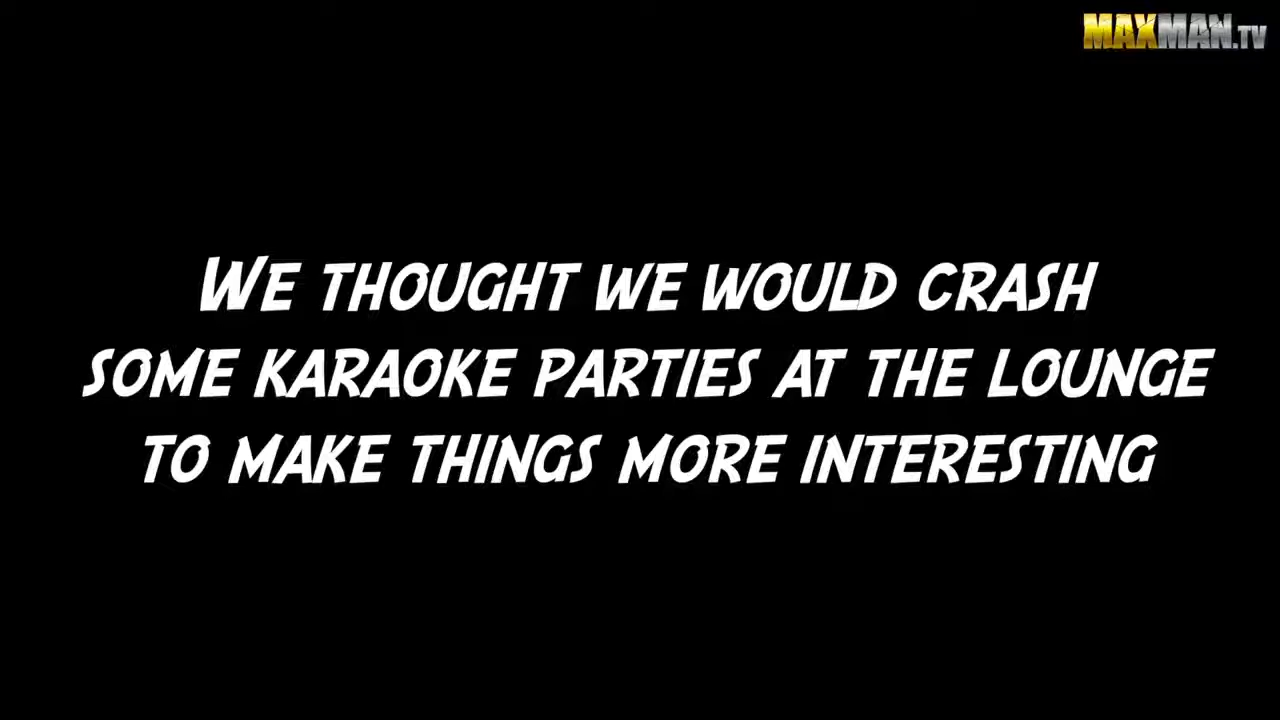 MAXMAN.TV
WE THOUGHT WE WOULD CRASH
SOME KARAOKE PARTIES AT THE LOUNGE
TO MAKE THINGS MORE INTERESTING